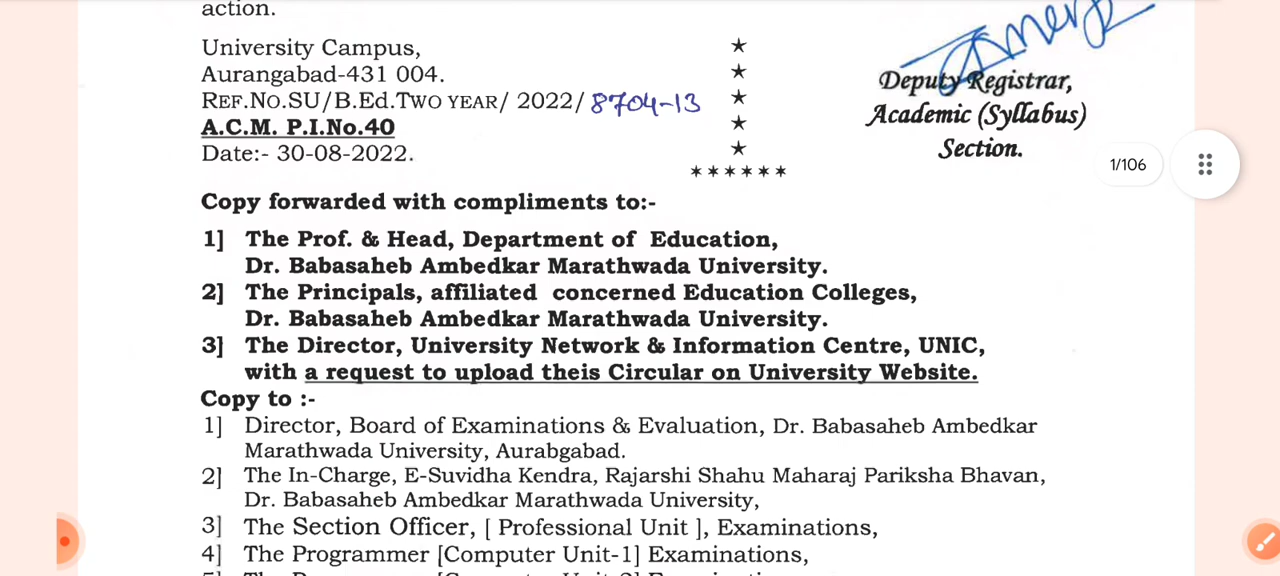 action.
University Campus,
Aurangabad-431 004.
REF.NO.SU/B.Ed.TWO YEAR/ 2022/ 8704-13
A.C.M. P.I.No.40
Date:- 30-08-2022.
★
★
★
★
★
******
Deputy Registrar,
Academic (Syllabus)
Section.
1/106
Copy forwarded with compliments to:-
1] The Prof. & Head, Department of Education,
Dr. Babasaheb Ambedkar Marathwada University.
2] The Principals, affiliated concerned Education Colleges,
Dr. Babasaheb Ambedkar Marathwada University.
3] The Director, University Network & Information Centre, UNIC,
with a request to upload theis Circular on University Website.
Copy to :-
1] Director, Board of Examinations & Evaluation, Dr. Babasaheb Ambedkar
Marathwada University, Aurabgabad.
2] The In-Charge, E-Suvidha Kendra, Rajarshi Shahu Maharaj Pariksha Bhavan,
Dr. Babasaheb Ambedkar Marathwada University,
3] The Section Officer, [ Professional Unit ], Examinations,
4] The Programmer [Computer Unit-1] Examinations,